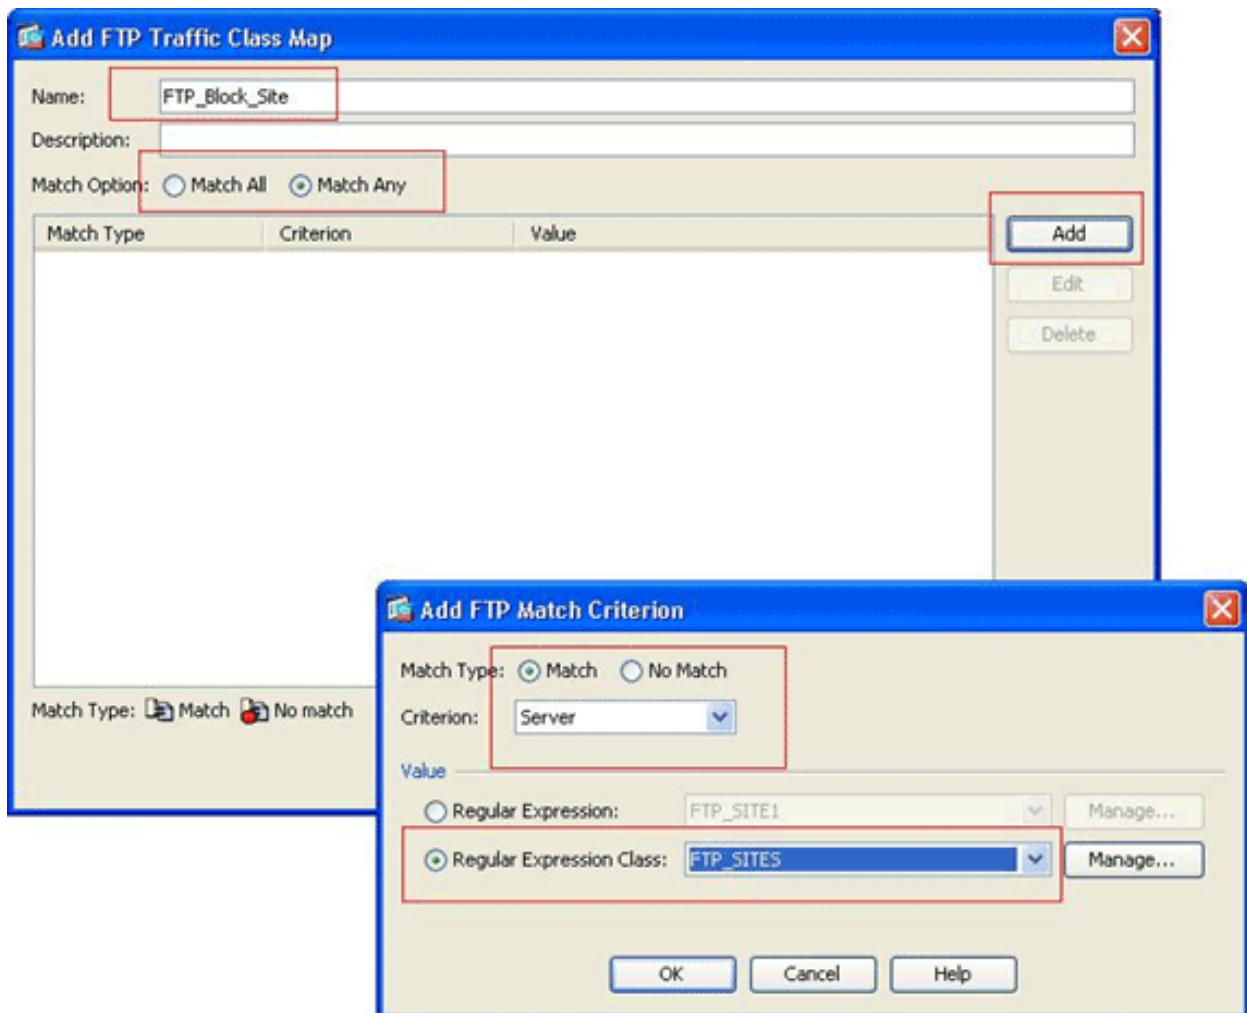 Add FTP Traffic Class Map
Name: FTP_Block_Site
Description:
Match Option: Match All Match Any
Match Type Criterion Value Add
Edit
Delete
Match Type: Match No match
Add FTP Match Criterion
Match Type: Match No Match
Criterion: Server
Value
Regular Expression: FTP_SITE1 Manage...
Regular Expression Class: FTP_SITES Manage...
OK Cancel Help